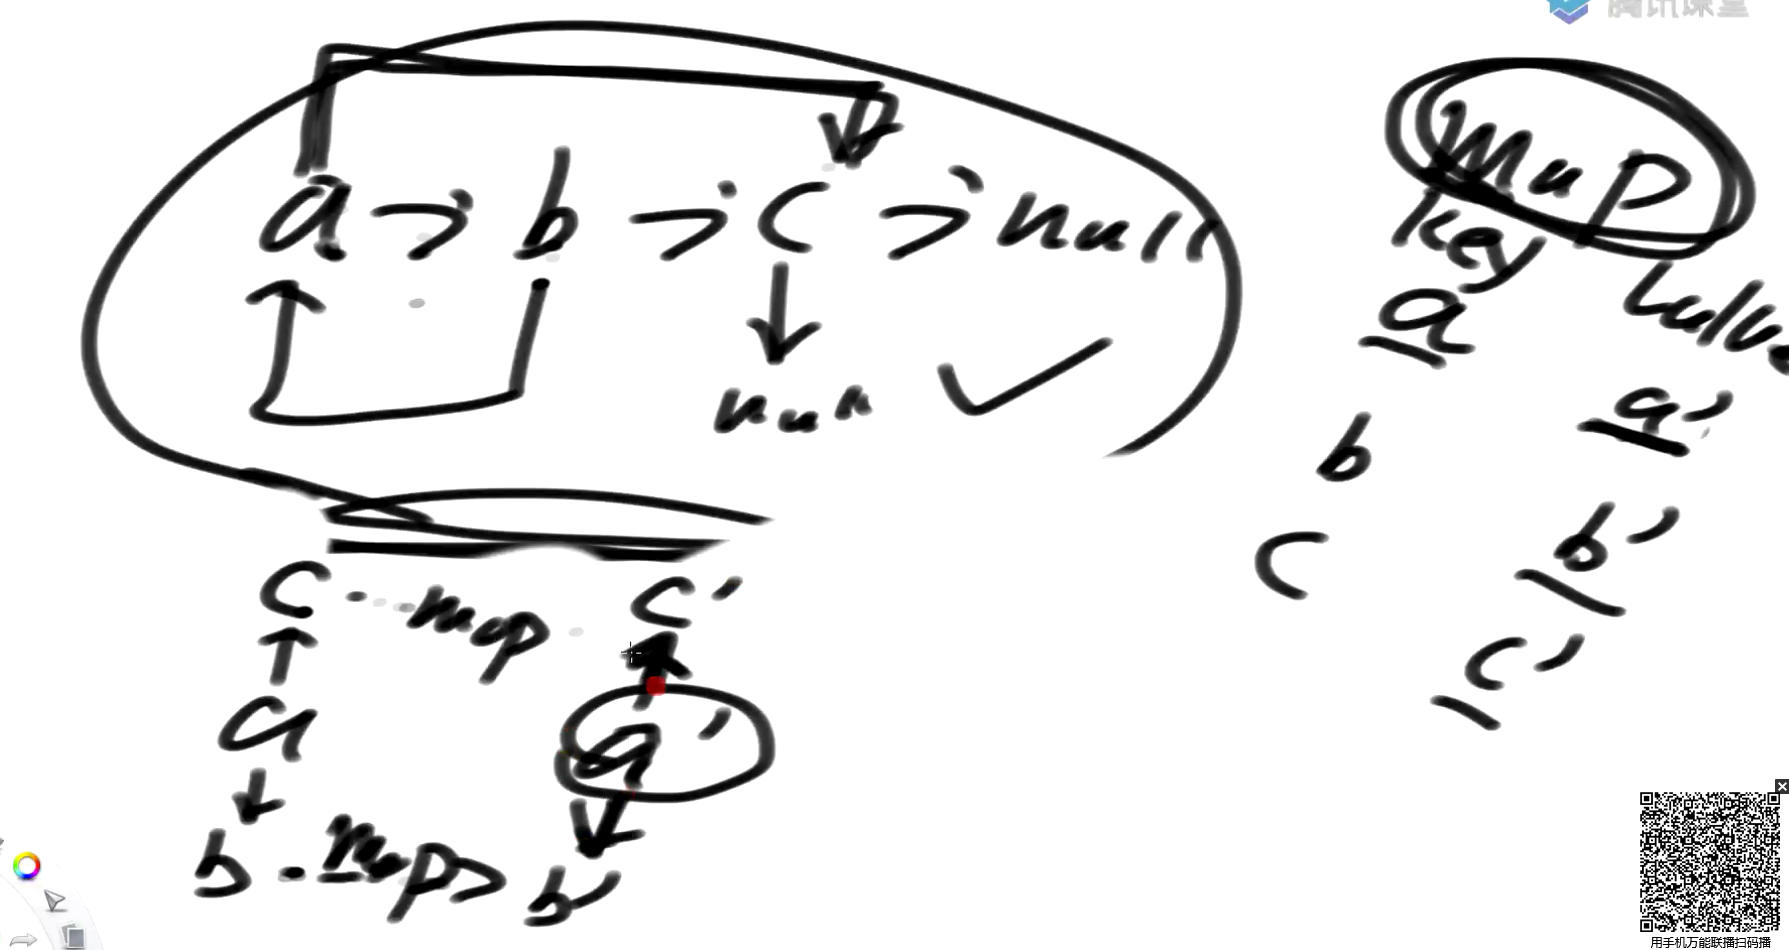 腾讯课堂
a -> b -> c -> null
null
Map
key value
a a'
b b'
c c'
c map c'
a a'
b map> b'
用手机万能联播扫码播